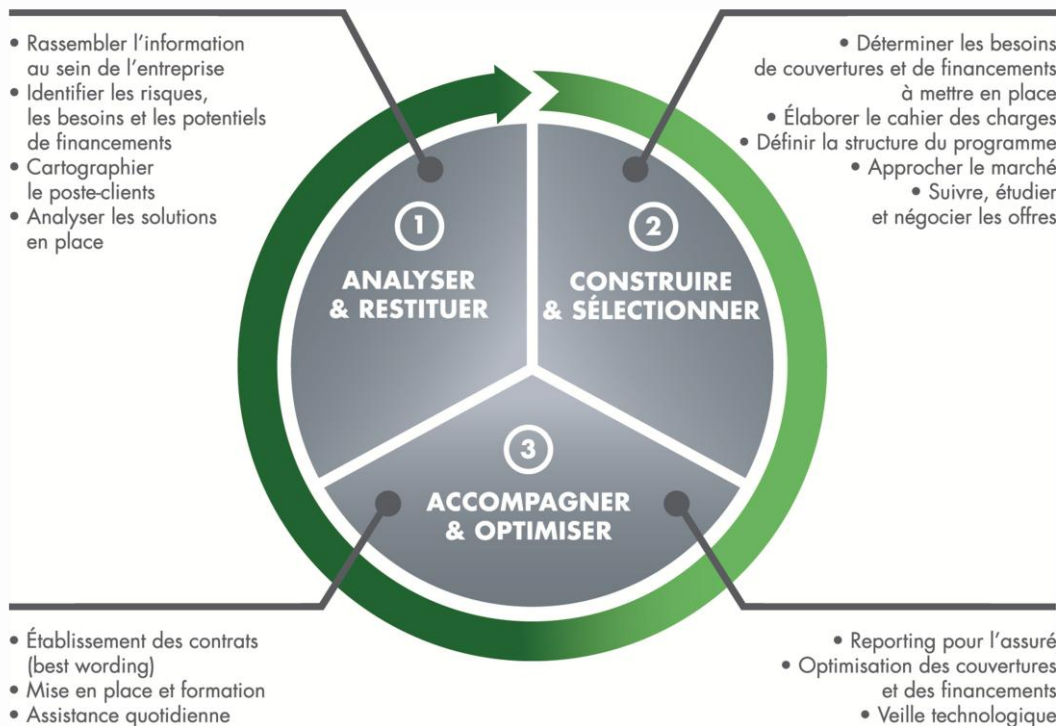 • Rassembler l’information
au sein de l’entreprise
• Identifier les risques,
les besoins et les potentiels
de financements
• Cartographier
le poste-clients
• Analyser les solutions
en place
• Déterminer les besoins
de couvertures et de financements
à mettre en place
• Élaborer le cahier des charges
• Définir la structure du programme
• Approcher le marché
• Suivre, étudier
et négocier les offres
1
ANALYSER
& RESTITUER
2
CONSTRUIRE
& SÉLECTIONNER
3
ACCOMPAGNER
& OPTIMISER
• Établissement des contrats
(best wording)
• Mise en place et formation
• Assistance quotidienne
• Reporting pour l’assuré
• Optimisation des couvertures
et des financements
• Veille technologique